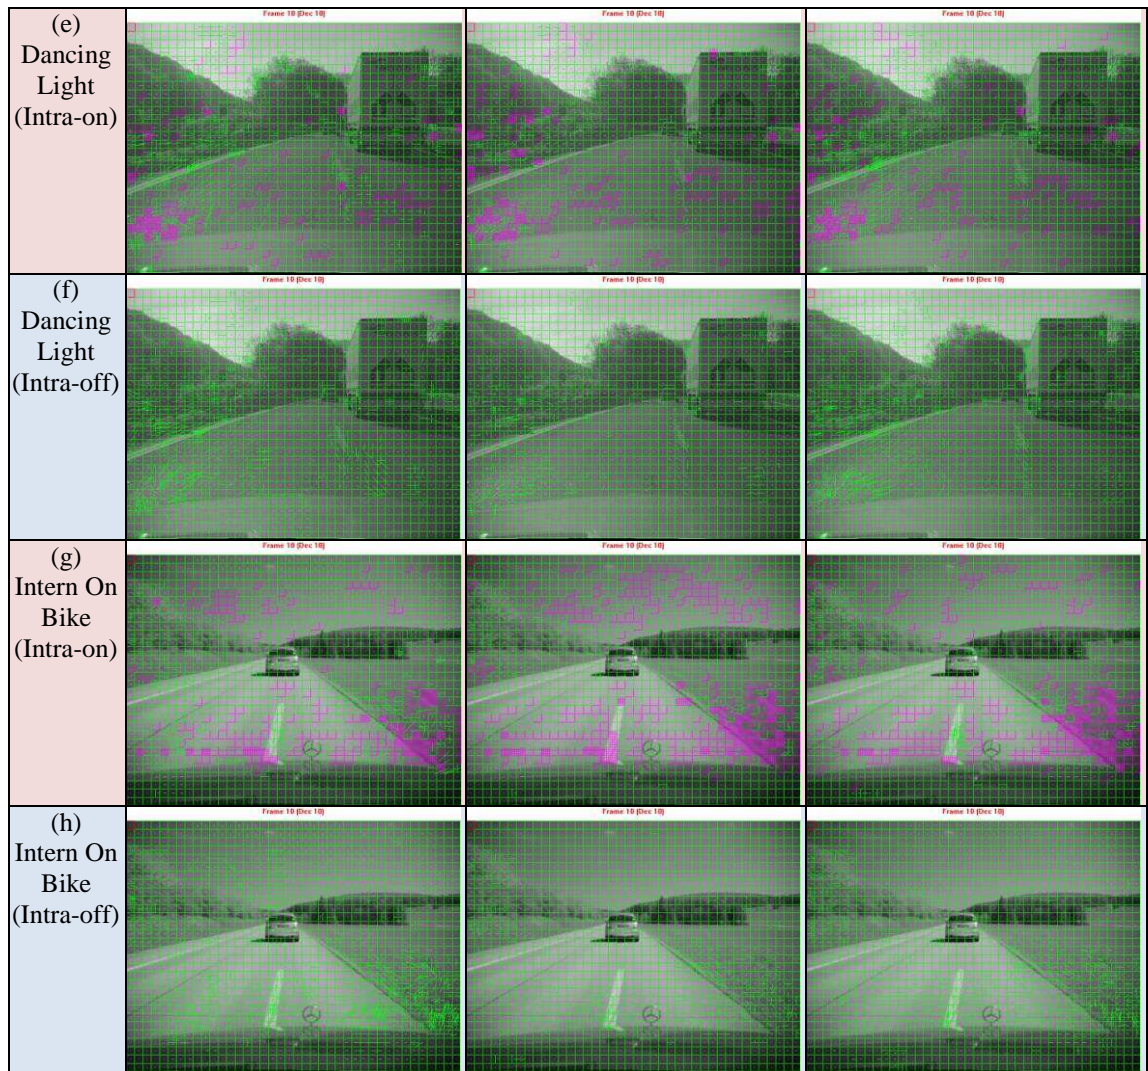 Frame 10 (Dec 10)
Frame 10 (Dec 10)
Frame 10 (Dec 10)
(e)
Dancing
Light
(Intra-on)
Frame 10 (Dec 10)
Frame 10 (Dec 10)
Frame 10 (Dec 10)
(f)
Dancing
Light
(Intra-off)
Frame 10 (Dec 10)
Frame 10 (Dec 10)
Frame 10 (Dec 10)
(g)
Intern On
Bike
(Intra-on)
Frame 10 (Dec 10)
Frame 10 (Dec 10)
Frame 10 (Dec 10)
(h)
Intern On
Bike
(Intra-off)